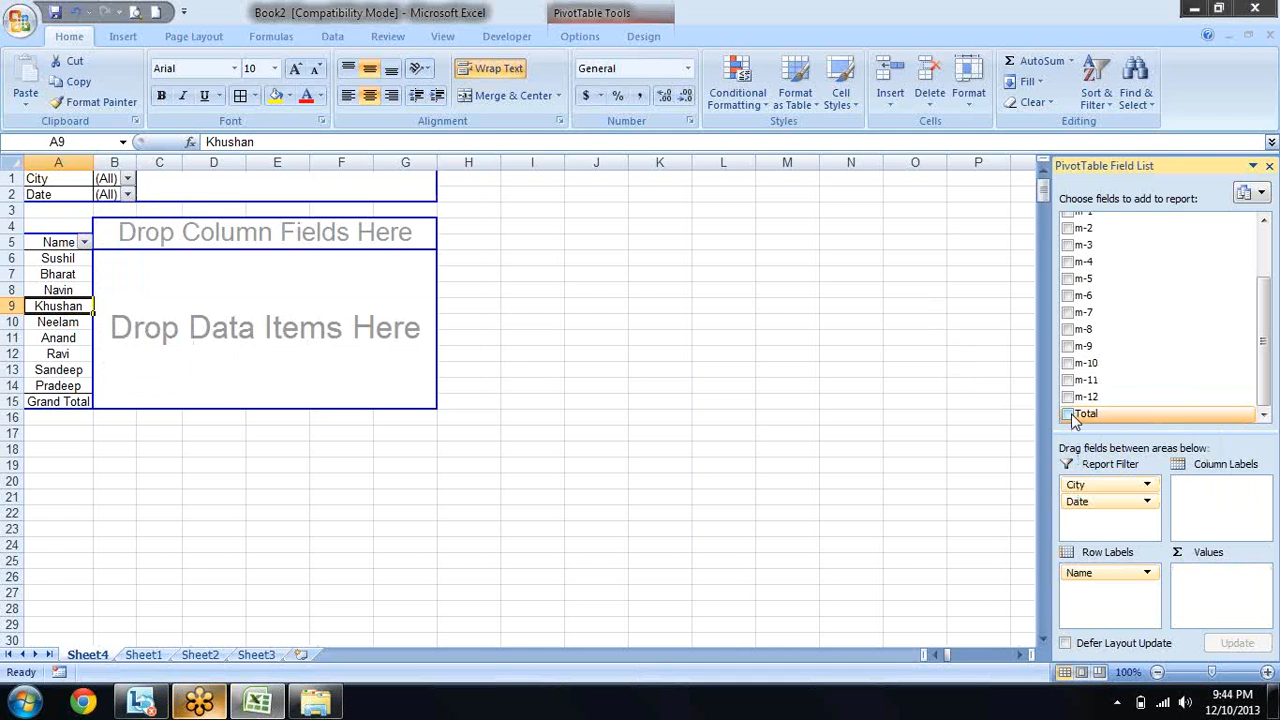 Book2 [Compatibility Mode] - Microsoft Excel
PivotTable Tools
Home Insert Page Layout Formulas Data Review View Developer Options Design
Paste
Cut
Copy
Format Painter
Clipboard
Arial 10
B I U
Font
Wrap Text
Merge & Center
Alignment
General
$ % ,
Number
Conditional Formatting
Format as Table
Cell Styles
Styles
Insert
Delete
Format
Cells
AutoSum
Fill
Clear
Sort & Filter
Find & Select
Editing
A9 fx Khushan
A B C D E F G H I J K L M N O P
1 City (All)
2 Date (All)
3
4 Drop Column Fields Here
5 Name
6 Sushil
7 Bharat
8 Navin
9 Khushan
10 Neelam
11 Anand
12 Ravi
13 Sandeep
14 Pradeep
15 Grand Total
Drop Data Items Here
16
17
18
19
20
21
22
23
24
25
26
27
28
29
30
PivotTable Field List
Choose fields to add to report:
m-1
m-2
m-3
m-4
m-5
m-6
m-7
m-8
m-9
m-10
m-11
m-12
Total
Drag fields between areas below:
Report Filter
Column Labels
City
Date
Row Labels
Σ Values
Name
Defer Layout Update Update
Sheet4 Sheet1 Sheet2 Sheet3
Ready
100%
9:44 PM
12/10/2013